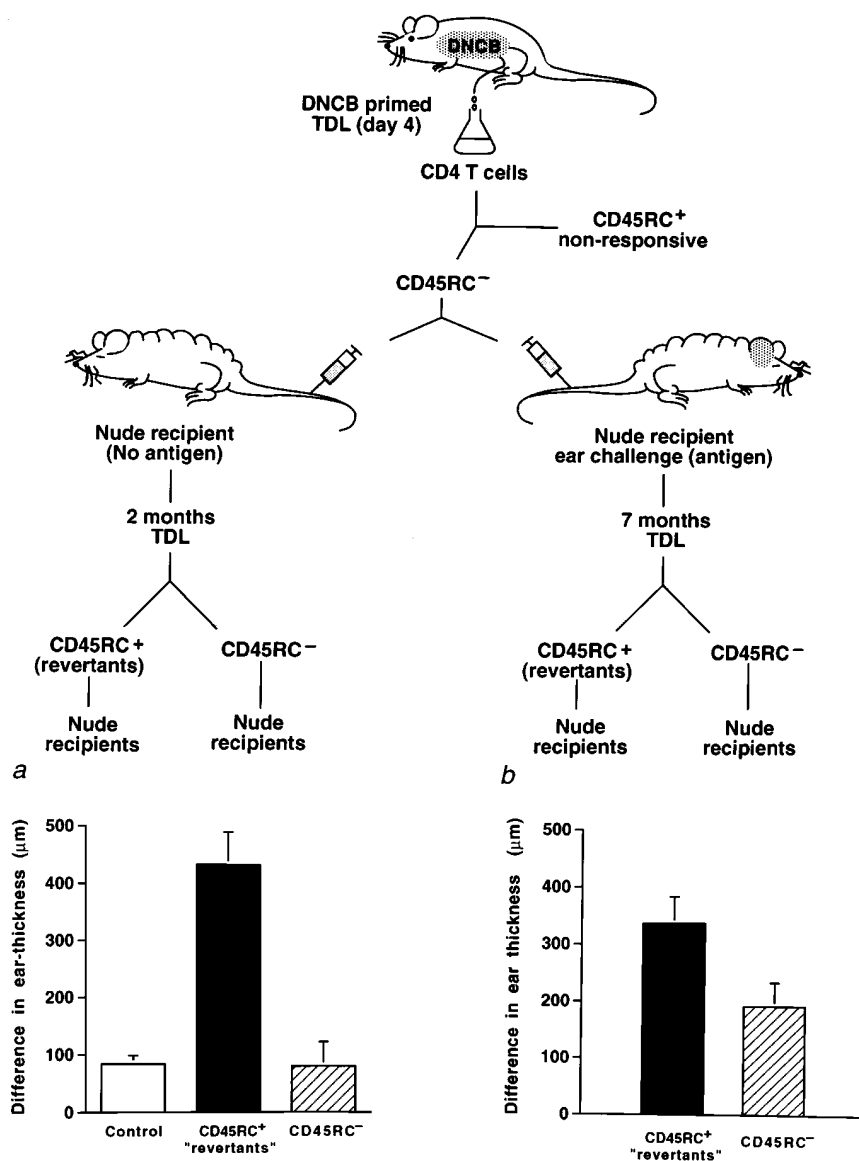 DNCB
DNCB primed
TDL (day 4)
CD4 T cells
CD45RC+
non-responsive
CD45RC−
Nude recipient
(No antigen)
2 months
TDL
CD45RC+
(revertants)
CD45RC−
Nude
recipients
Nude
recipients
Nude recipient
ear challenge (antigen)
7 months
TDL
CD45RC+
(revertants)
CD45RC−
Nude
recipients
Nude
recipients
a
Difference in ear-thickness (μm)
500
400
300
200
100
0
Control
CD45RC+
"revertants"
CD45RC−
b
Difference in ear thickness (μm)
500
400
300
200
100
0
CD45RC+
"revertants"
CD45RC−